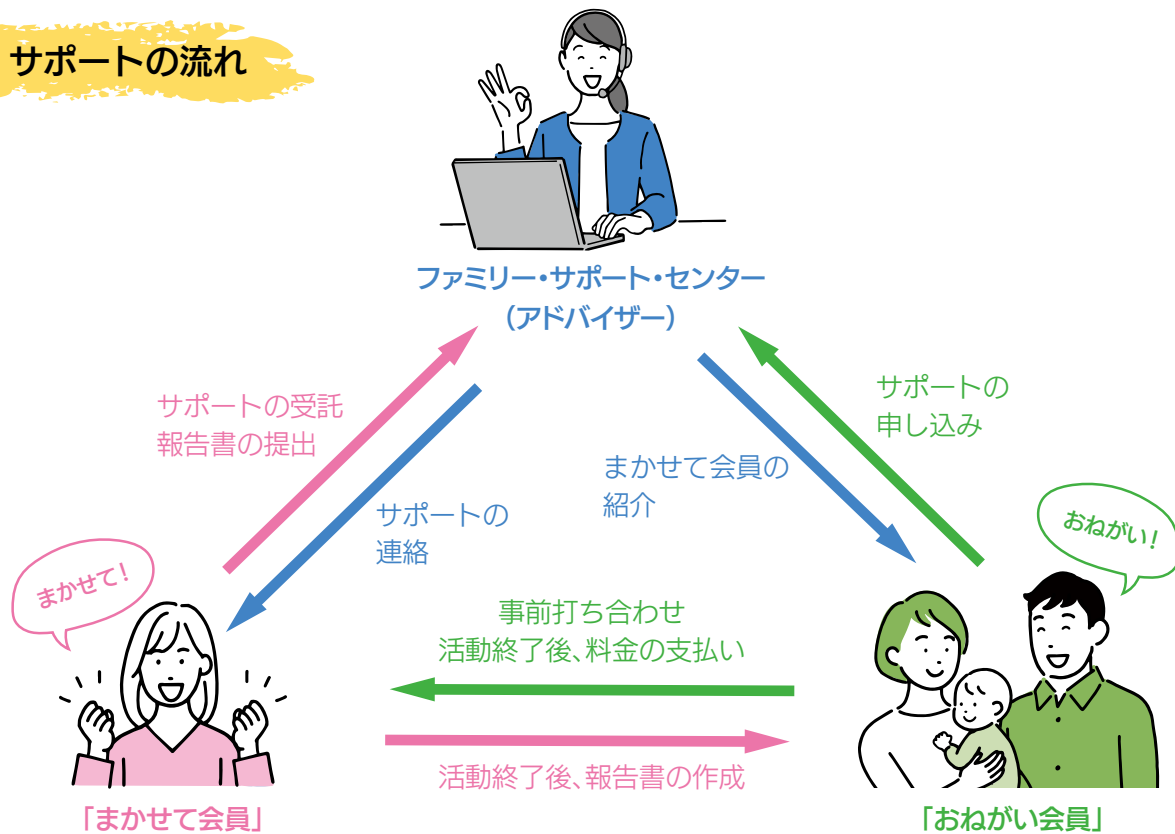 サポートの流れ
ファミリー・サポート・センター
（アドバイザー）
サポートの受託
報告書の提出
サポートの
連絡
まかせて会員の
紹介
サポートの
申し込み
まかせて！
おねがい！
事前打ち合わせ
活動終了後、料金の支払い
活動終了後、報告書の作成
「まかせて会員」
「おねがい会員」